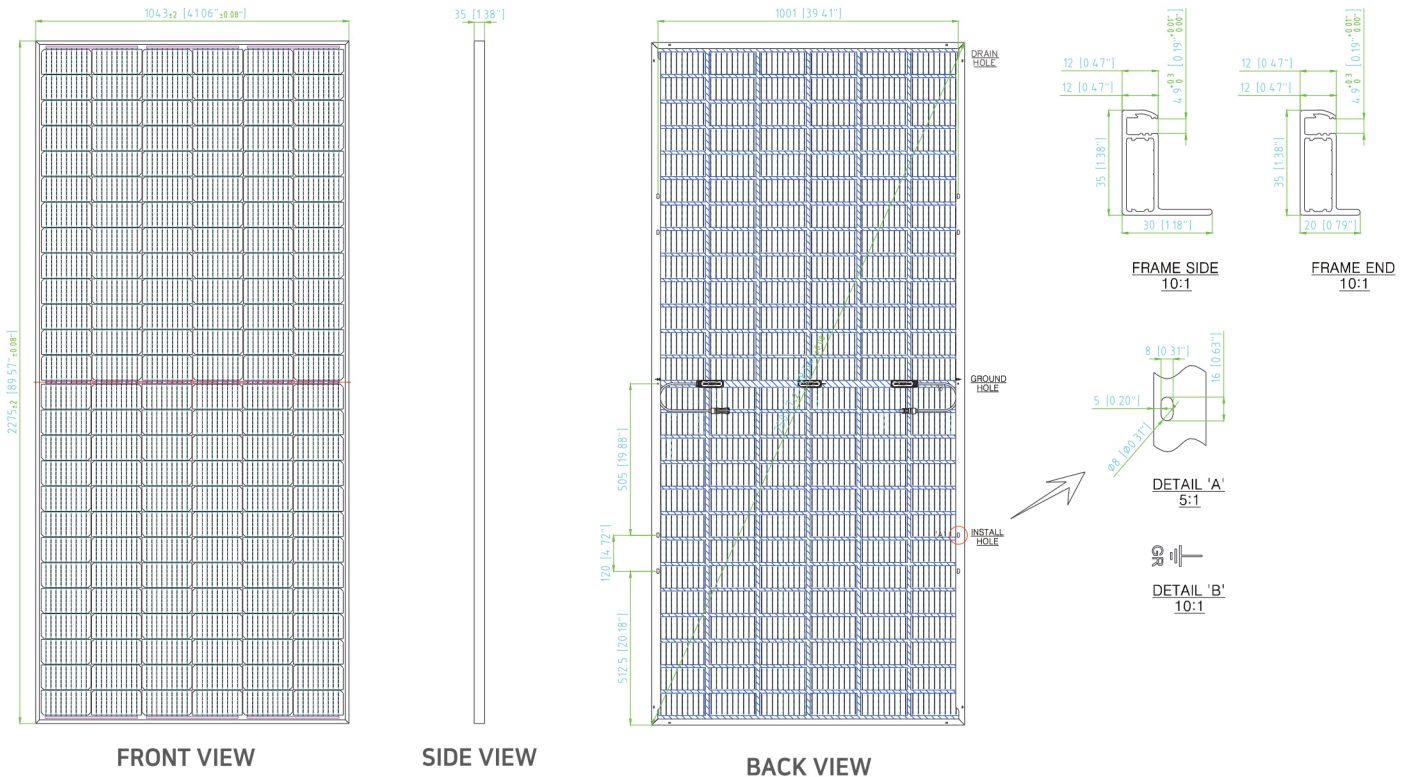 1043±2 [41.06"±0.08"]
35 [1.38"]
1001 [39.41"]
2275±2 [89.57"±0.08"]
DRAIN
HOLE
GROUND
HOLE
INSTALL
HOLE
505 [19.88"]
120 [4.72"]
512.5 [20.18"]
'A'
FRONT VIEW
SIDE VIEW
BACK VIEW
12 [0.47"]
12 [0.47"]
4.9 +0.3 0 [0.19" +0.01" 0.00"]
35 [1.38"]
30 [1.18"]
FRAME SIDE
10:1
12 [0.47"]
12 [0.47"]
4.9 +0.3 0 [0.19" +0.01" 0.00"]
35 [1.38"]
20 [0.79"]
FRAME END
10:1
8 [0.31"]
16 [0.63"]
5 [0.20"]
Φ8 [Φ0.31"]
DETAIL 'A'
5:1
GR
DETAIL 'B'
10:1